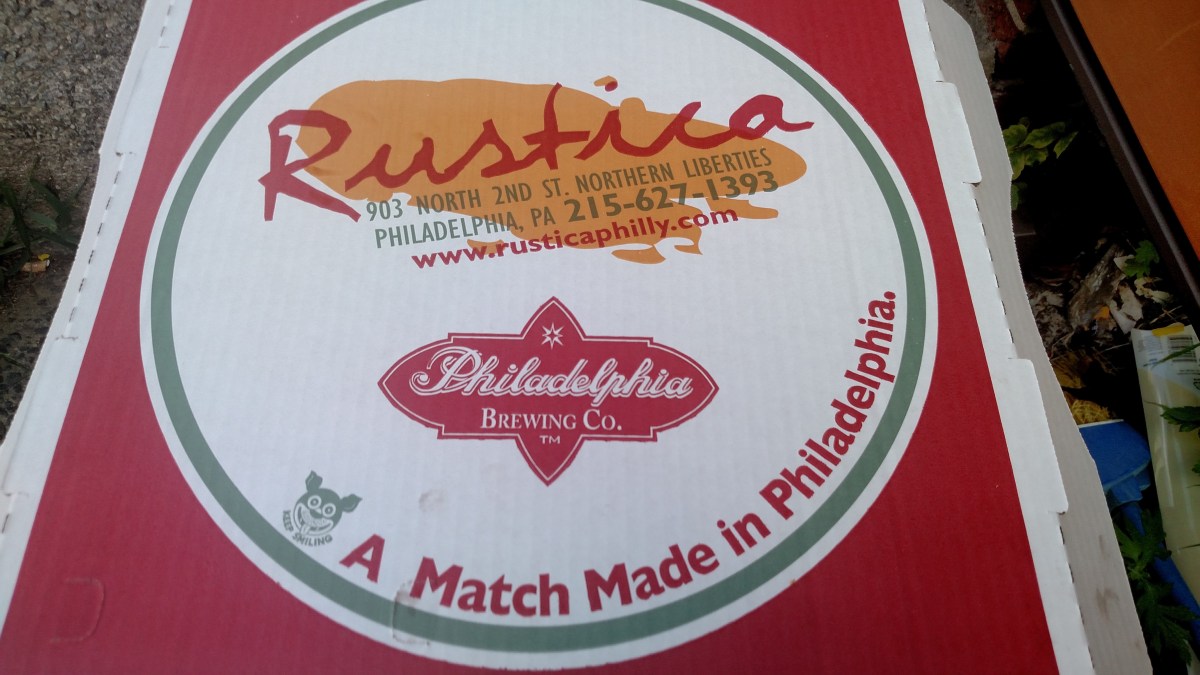 Rustica
903 NORTH 2ND ST. NORTHERN LIBERTIES
PHILADELPHIA, PA 215-627-1393
www.rusticaphilly.com
Philadelphia
BREWING CO.
TM
KEEP SMILING
A Match Made in Philadelphia.